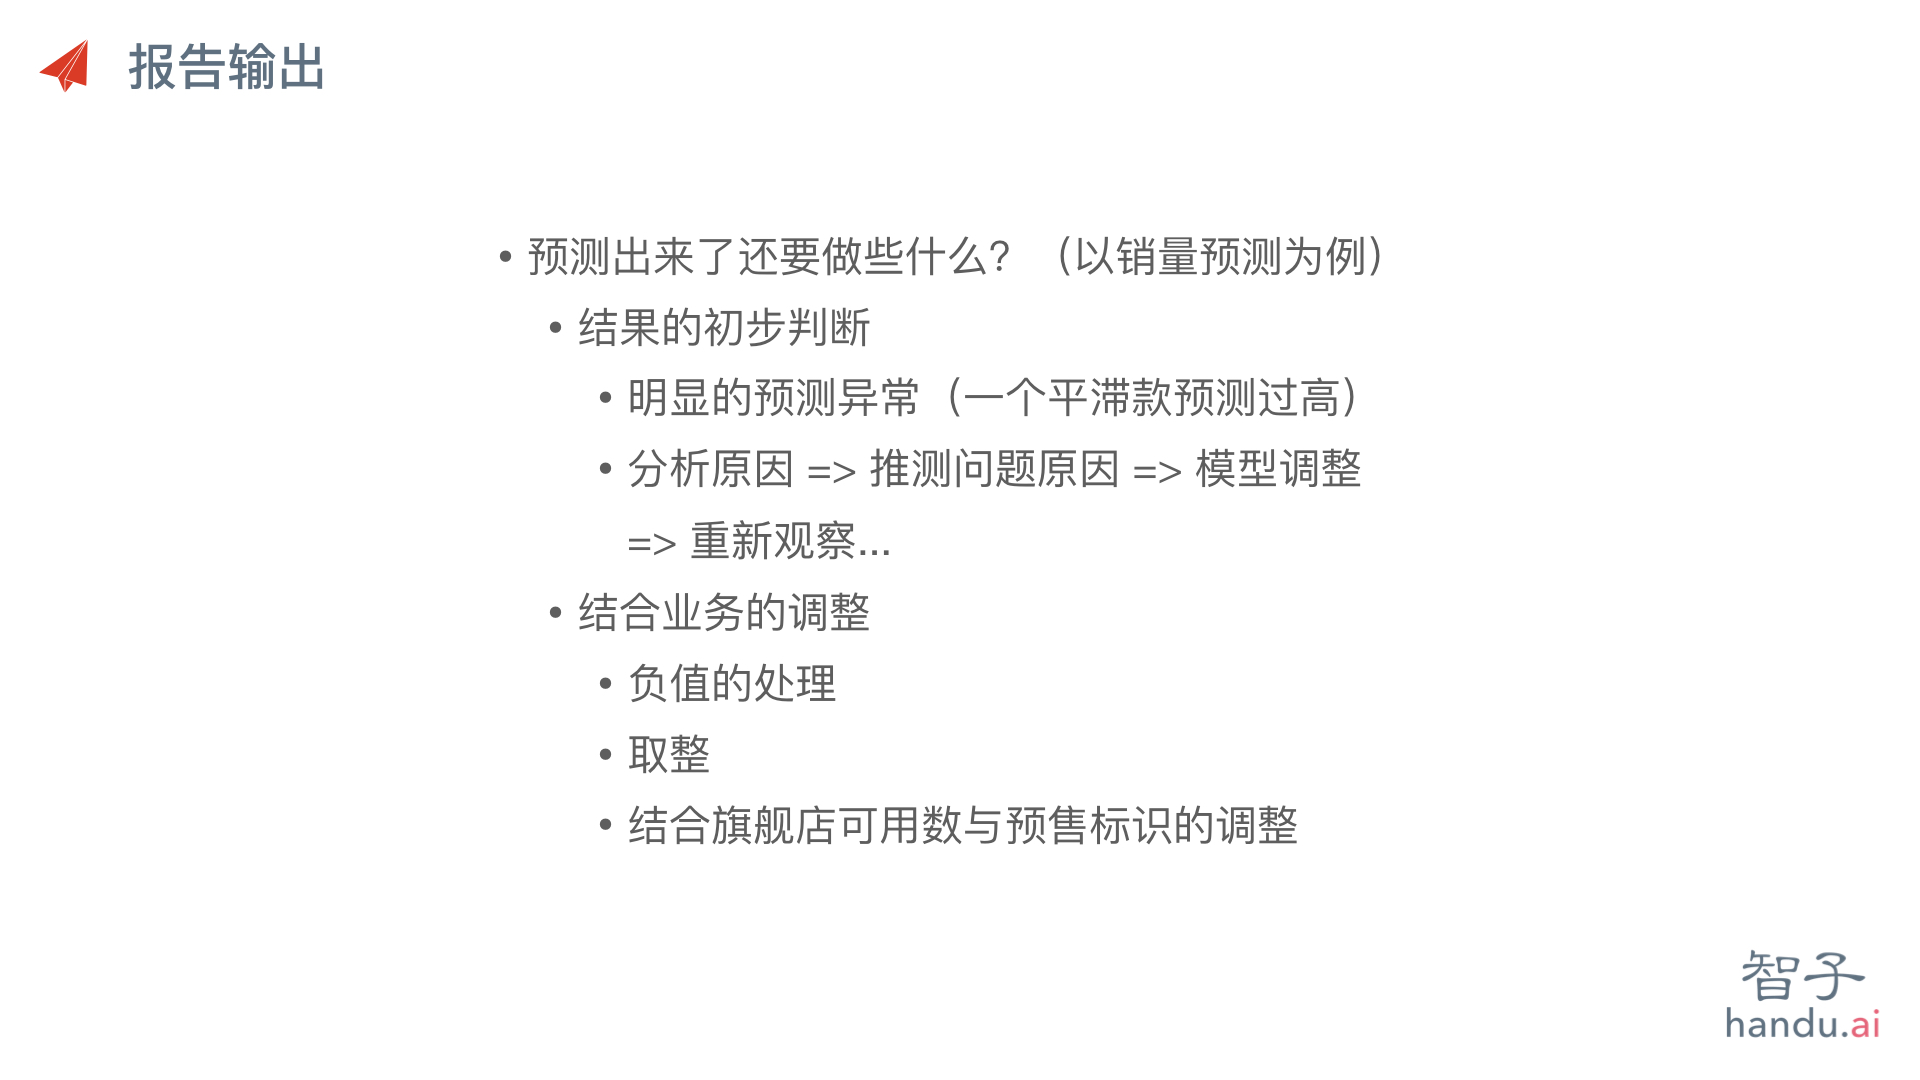 报告输出
• 预测出来了还要做些什么？（以销量预测为例）
• 结果的初步判断
• 明显的预测异常（一个平滞款预测过高）
• 分析原因 => 推测问题原因 => 模型调整
=> 重新观察...
• 结合业务的调整
• 负值的处理
• 取整
• 结合旗舰店可用数与预售标识的调整
智子
handu.ai